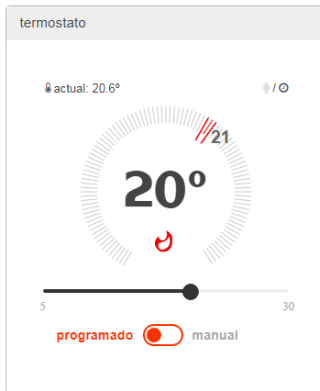 termostato
actual: 20.6º /
21
20º
5 30
programado manual